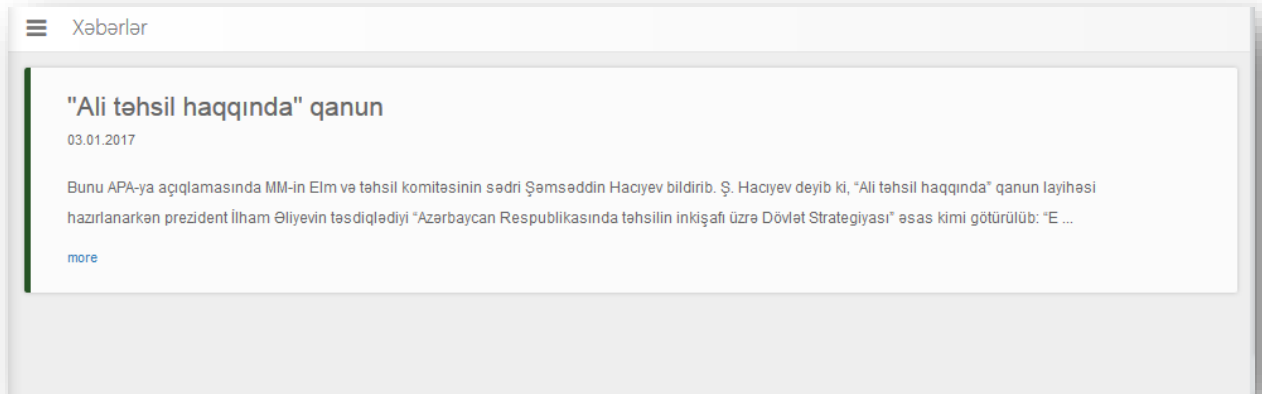 Xəbərlər
"Ali təhsil haqqında" qanun
03.01.2017
Bunu APA-ya açıqlamasında MM-in Elm və təhsil komitəsinin sədri Şəmsəddin Hacıyev bildirib. Ş. Hacıyev deyib ki, “Ali təhsil haqqında” qanun layihəsi
hazırlanarkən prezident İlham Əliyevin təsdiqlədiyi “Azərbaycan Respublikasında təhsilin inkişafı üzrə Dövlət Strategiyası” əsas kimi götürülüb: “E ...
more